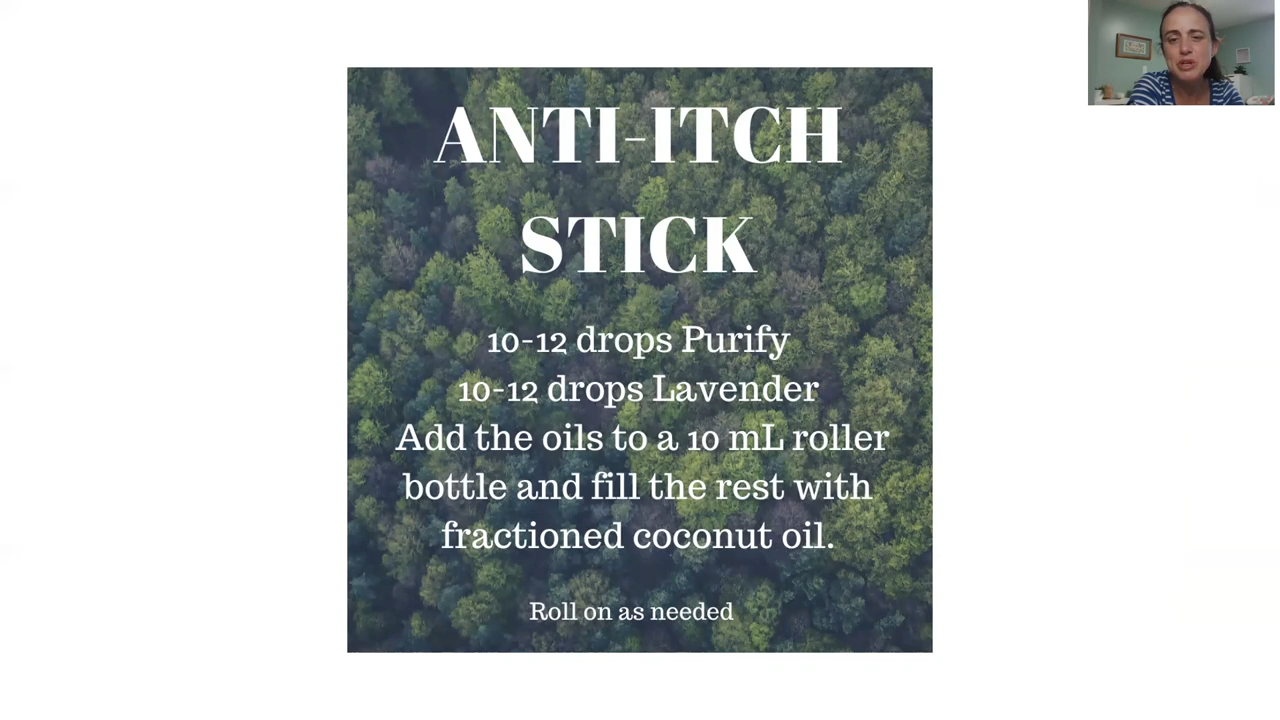 ANTI-ITCH
STICK
10-12 drops Purify
10-12 drops Lavender
Add the oils to a 10 mL roller
bottle and fill the rest with
fractioned coconut oil.
Roll on as needed